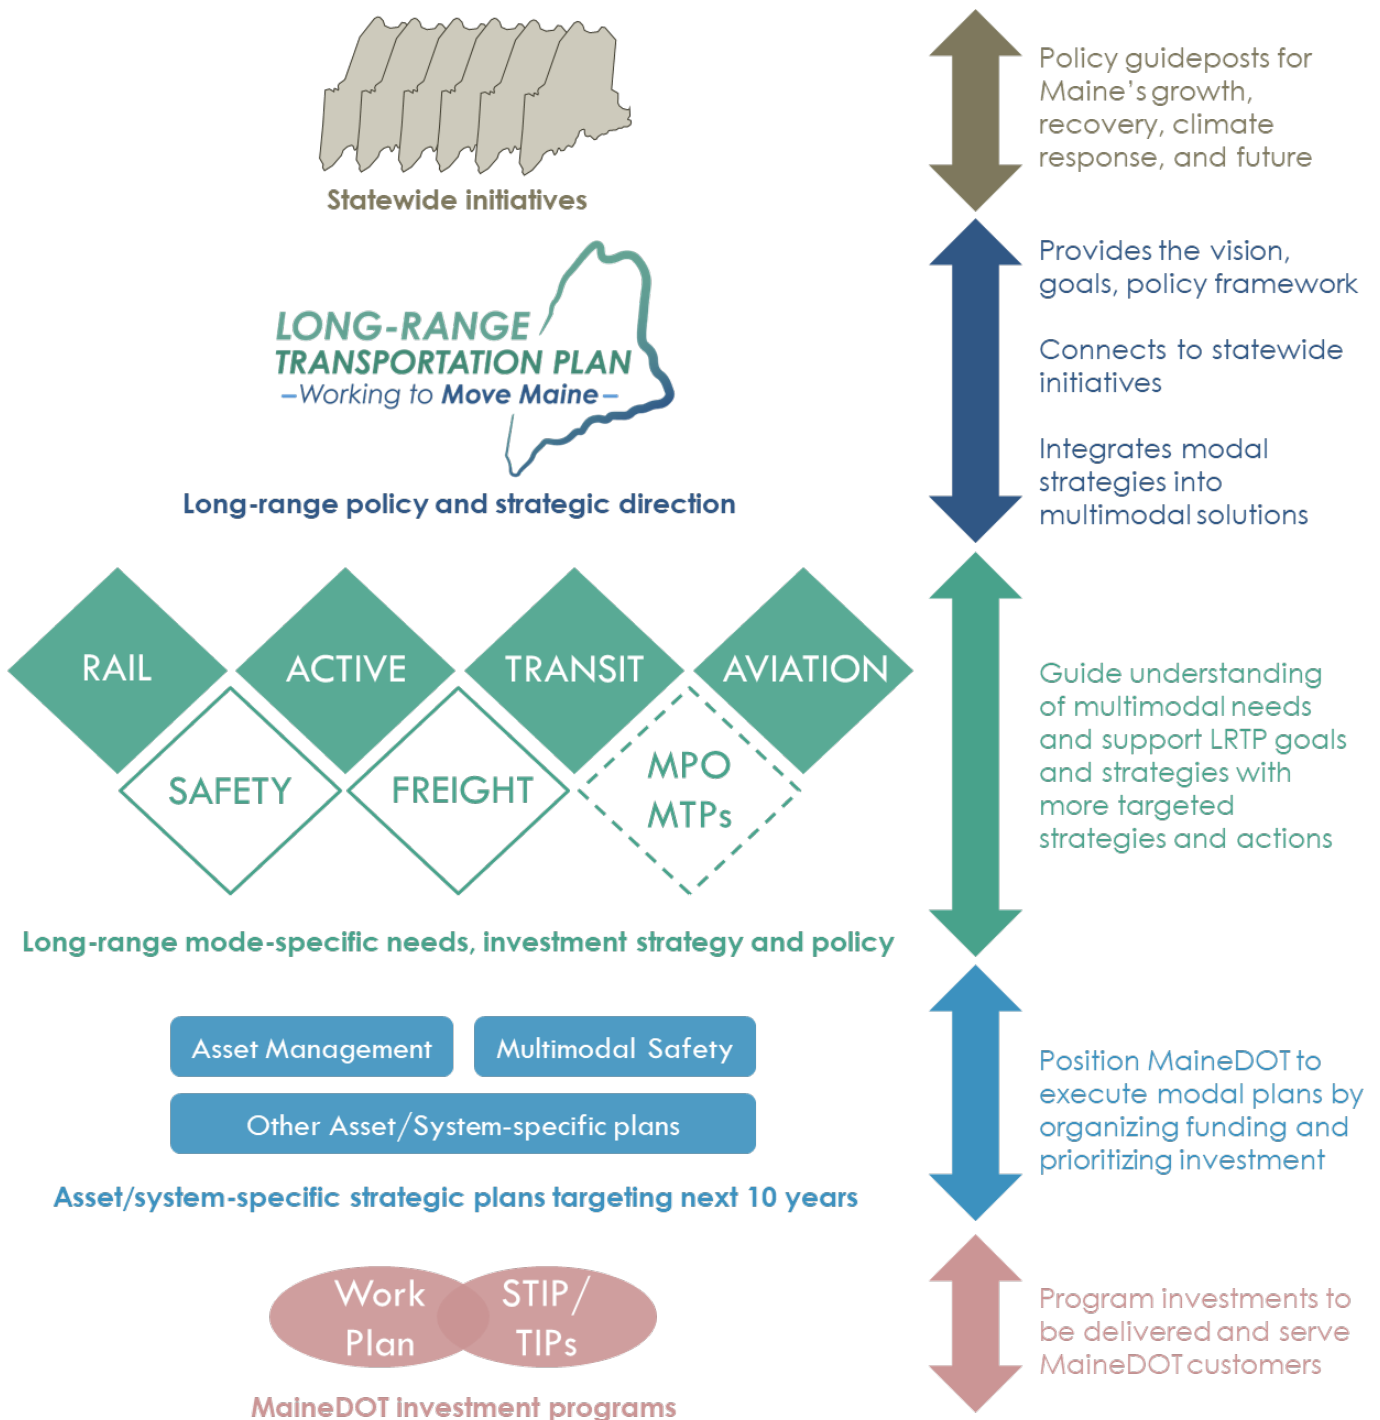 Policy guideposts for
Maine's growth,
recovery, climate
response, and future
Statewide initiatives
LONG-RANGE
TRANSPORTATION PLAN
–Working to Move Maine–
Long-range policy and strategic direction
Provides the vision,
goals, policy framework
Connects to statewide
initiatives
Integrates modal
strategies into
multimodal solutions
RAIL
ACTIVE
TRANSIT
AVIATION
SAFETY
FREIGHT
MPO
MTPs
Long-range mode-specific needs, investment strategy and policy
Guide understanding
of multimodal needs
and support LRTP goals
and strategies with
more targeted
strategies and actions
Asset Management
Multimodal Safety
Other Asset/System-specific plans
Asset/system-specific strategic plans targeting next 10 years
Position MaineDOT to
execute modal plans by
organizing funding and
prioritizing investment
Work
Plan
STIP/
TIPs
MaineDOT investment programs
Program investments to
be delivered and serve
MaineDOT customers